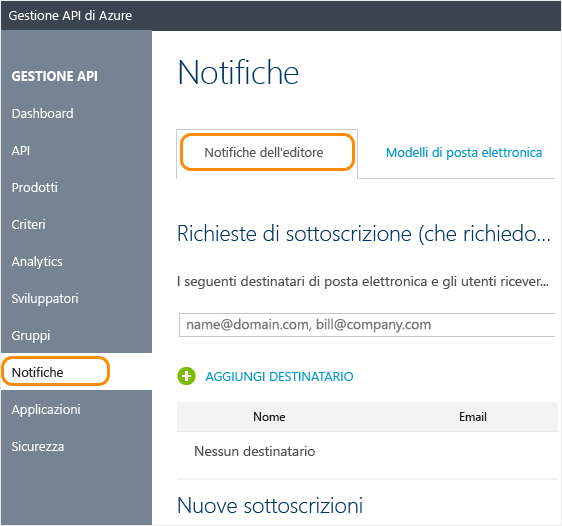 Gestione API di Azure
GESTIONE API
Dashboard
API
Prodotti
Criteri
Analytics
Sviluppatori
Gruppi
Notifiche
Applicazioni
Sicurezza
Notifiche
Notifiche dell'editore
Modelli di posta elettronica
Richieste di sottoscrizione (che richiedo...
I seguenti destinatari di posta elettronica e gli utenti ricever...
name@domain.com, bill@company.com
AGGIUNGI DESTINATARIO
Nome Email
Nessun destinatario
Nuove sottoscrizioni